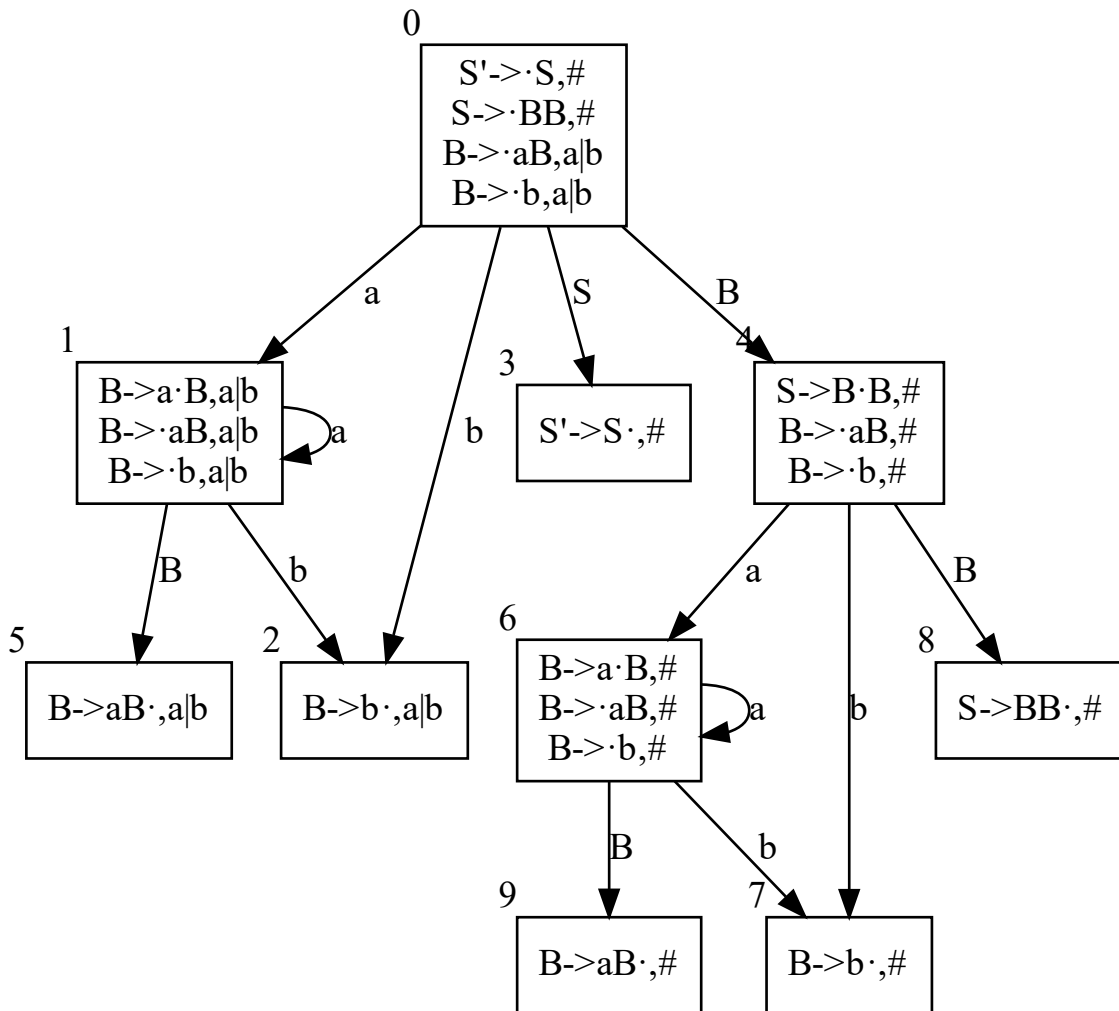 0
S'->·S,#
S->·BB,#
B->·aB,a|b
B->·b,a|b
a
b
S
B
1
B->a·B,a|b
B->·aB,a|b
B->·b,a|b
a
3
S'->S·,#
4
S->B·B,#
B->·aB,#
B->·b,#
B
b
a
b
B
5
B->aB·,a|b
2
B->b·,a|b
6
B->a·B,#
B->·aB,#
B->·b,#
a
8
S->BB·,#
B
b
9
B->aB·,#
7
B->b·,#